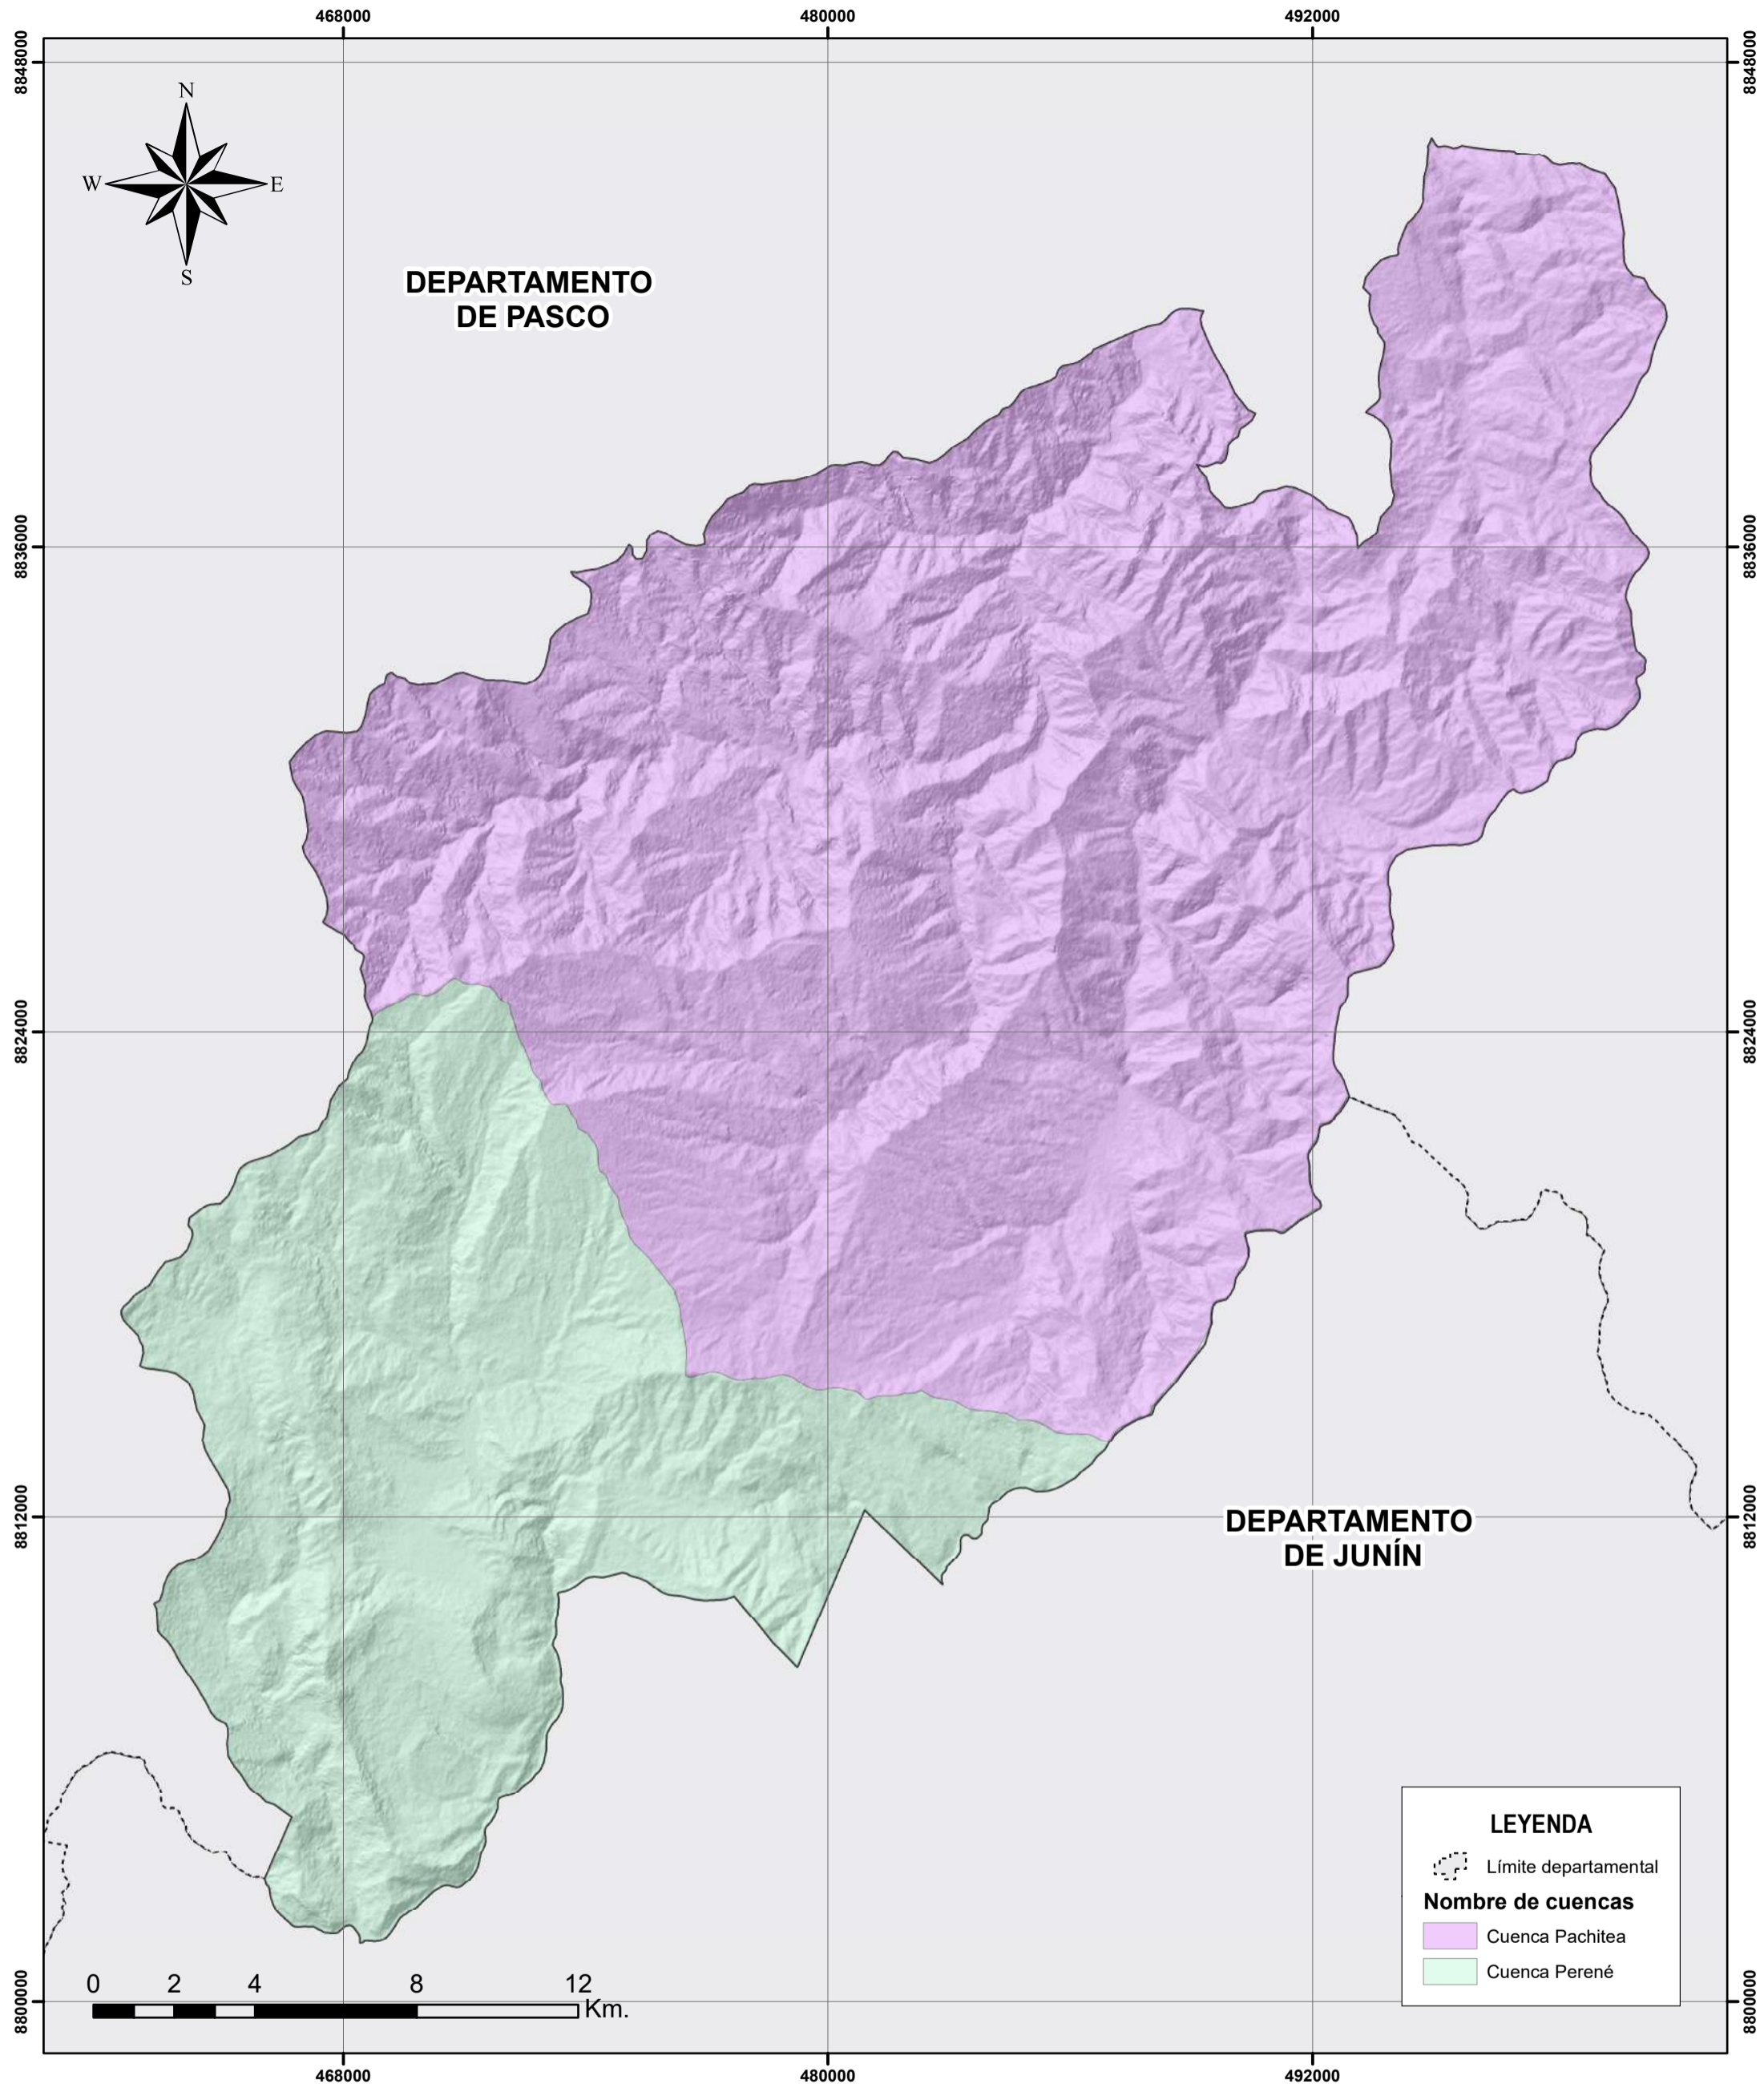 468000 480000 492000
8848000 8848000
N
W E
S
DEPARTAMENTO
DE PASCO
8836000 8836000
8824000 8824000
8812000 8812000
DEPARTAMENTO
DE JUNÍN
LEYENDA
Límite departamental
Nombre de cuencas
Cuenca Pachitea
Cuenca Perené
0 2 4 8 12
Km.
8800000 8800000
468000 480000 492000